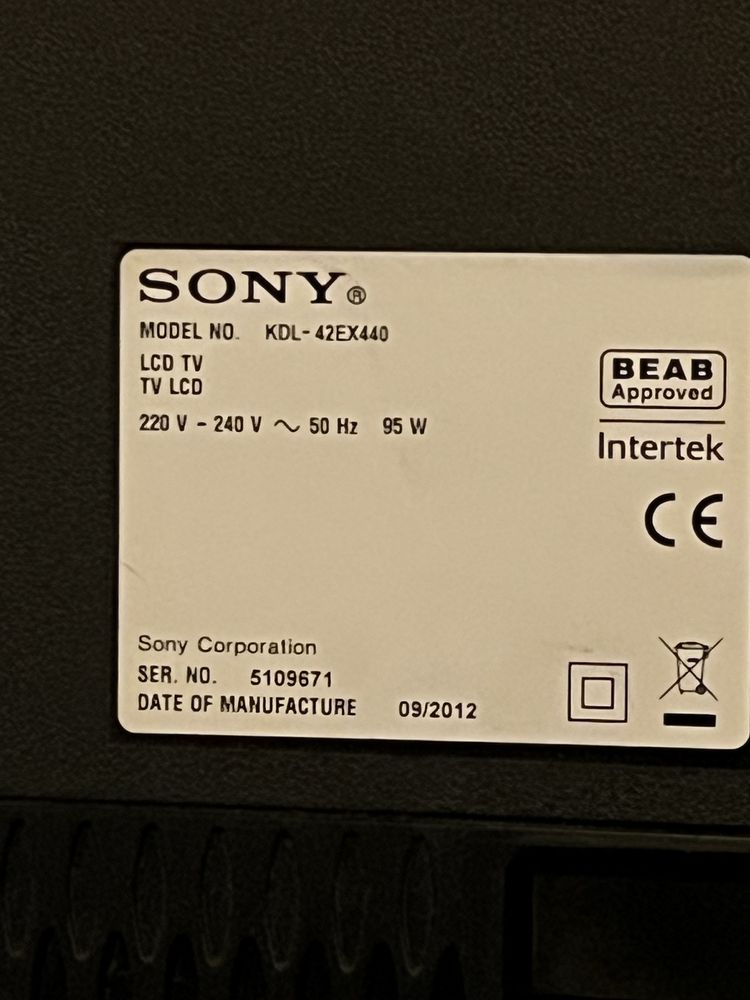 SONY®
MODEL NO. KDL-42EX440
LCD TV
TV LCD
220 V - 240 V ~ 50 Hz 95 W
BEAB
Approved
Intertek
CE
Sony Corporation
SER. NO. 5109671
DATE OF MANUFACTURE 09/2012